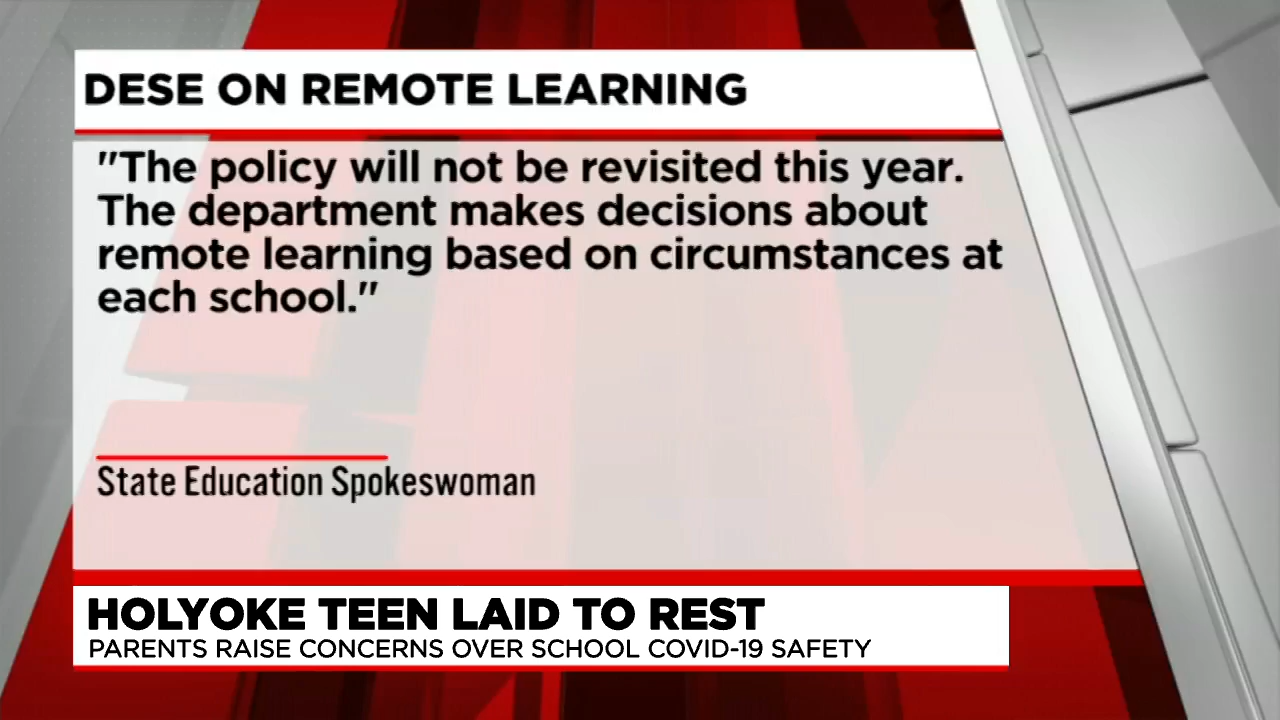 DESE ON REMOTE LEARNING
"The policy will not be revisited this year.
The department makes decisions about
remote learning based on circumstances at
each school."
State Education Spokeswoman
HOLYOKE TEEN LAID TO REST
PARENTS RAISE CONCERNS OVER SCHOOL COVID-19 SAFETY